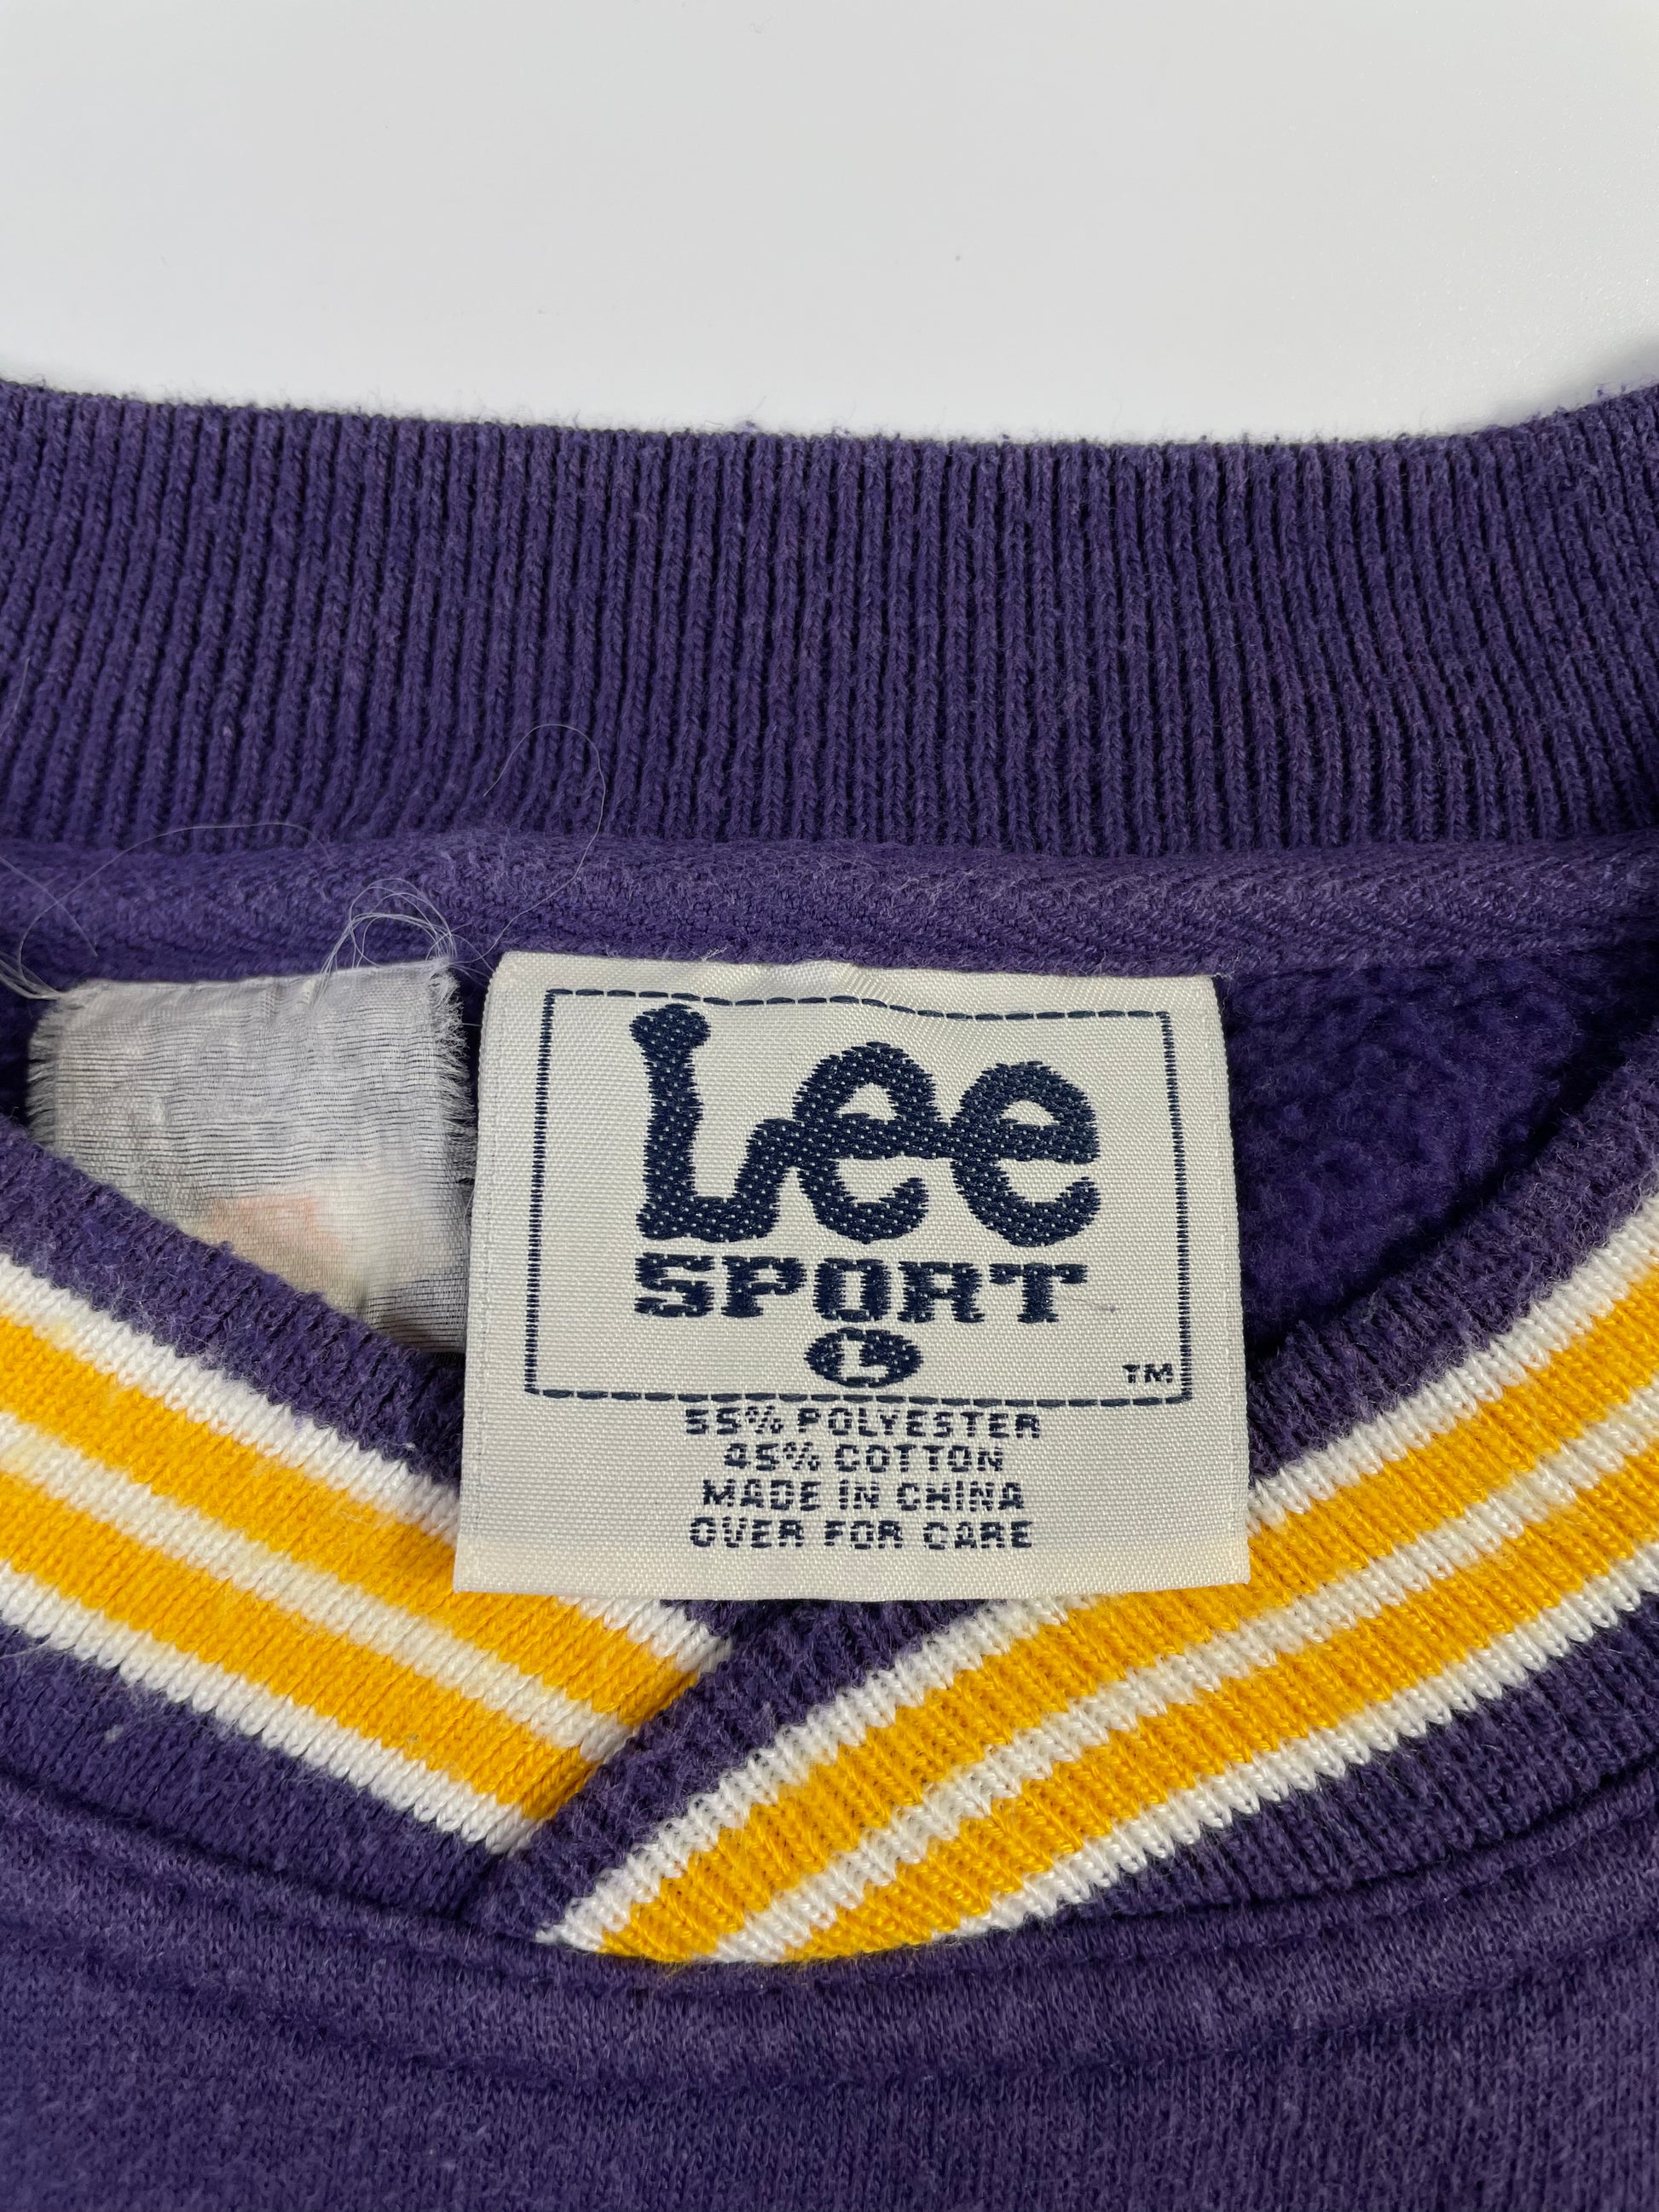 Lee
SPORT
L
TM
55% POLYESTER
45% COTTON
MADE IN CHINA
OVER FOR CARE